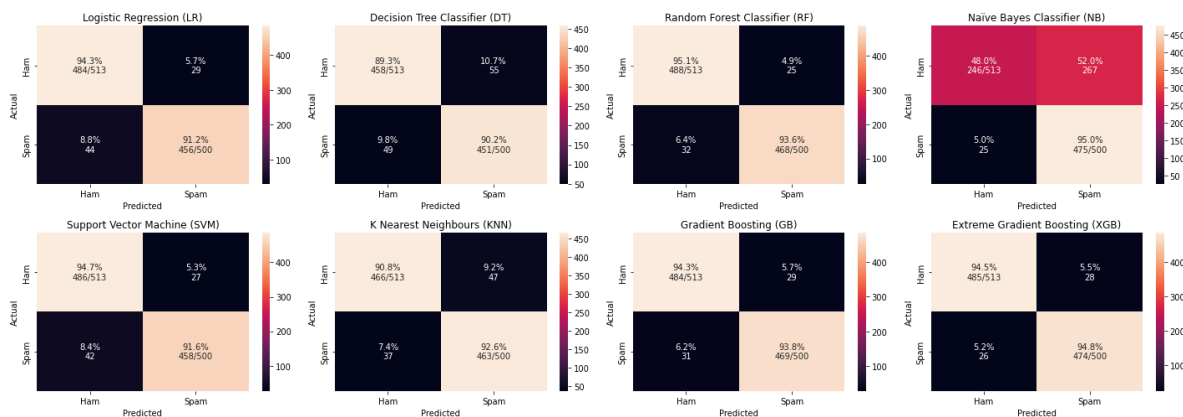 Logistic Regression (LR)
Ham
94.3%
484/513
5.7%
29
Actual
Spam
8.8%
44
91.2%
456/500
Ham
Spam
Predicted
400
300
200
100
Decision Tree Classifier (DT)
Ham
89.3%
458/513
10.7%
55
Actual
Spam
9.8%
49
90.2%
451/500
Ham
Spam
Predicted
450
400
350
300
250
200
150
100
50
Random Forest Classifier (RF)
Ham
95.1%
488/513
4.9%
25
Actual
Spam
6.4%
32
93.6%
468/500
Ham
Spam
Predicted
400
300
200
100
Naïve Bayes Classifier (NB)
Ham
48.0%
246/513
52.0%
267
Actual
Spam
5.0%
25
95.0%
475/500
Ham
Spam
Predicted
450
400
350
300
250
200
150
100
50
Support Vector Machine (SVM)
Ham
94.7%
486/513
5.3%
27
Actual
Spam
8.4%
42
91.6%
458/500
Ham
Spam
Predicted
400
300
200
100
K Nearest Neighbours (KNN)
Ham
90.8%
466/513
9.2%
47
Actual
Spam
7.4%
37
92.6%
463/500
Ham
Spam
Predicted
450
400
350
300
250
200
150
100
50
Gradient Boosting (GB)
Ham
94.3%
484/513
5.7%
29
Actual
Spam
6.2%
31
93.8%
469/500
Ham
Spam
Predicted
400
300
200
100
Extreme Gradient Boosting (XGB)
Ham
94.5%
485/513
5.5%
28
Actual
Spam
5.2%
26
94.8%
474/500
Ham
Spam
Predicted
400
300
200
100